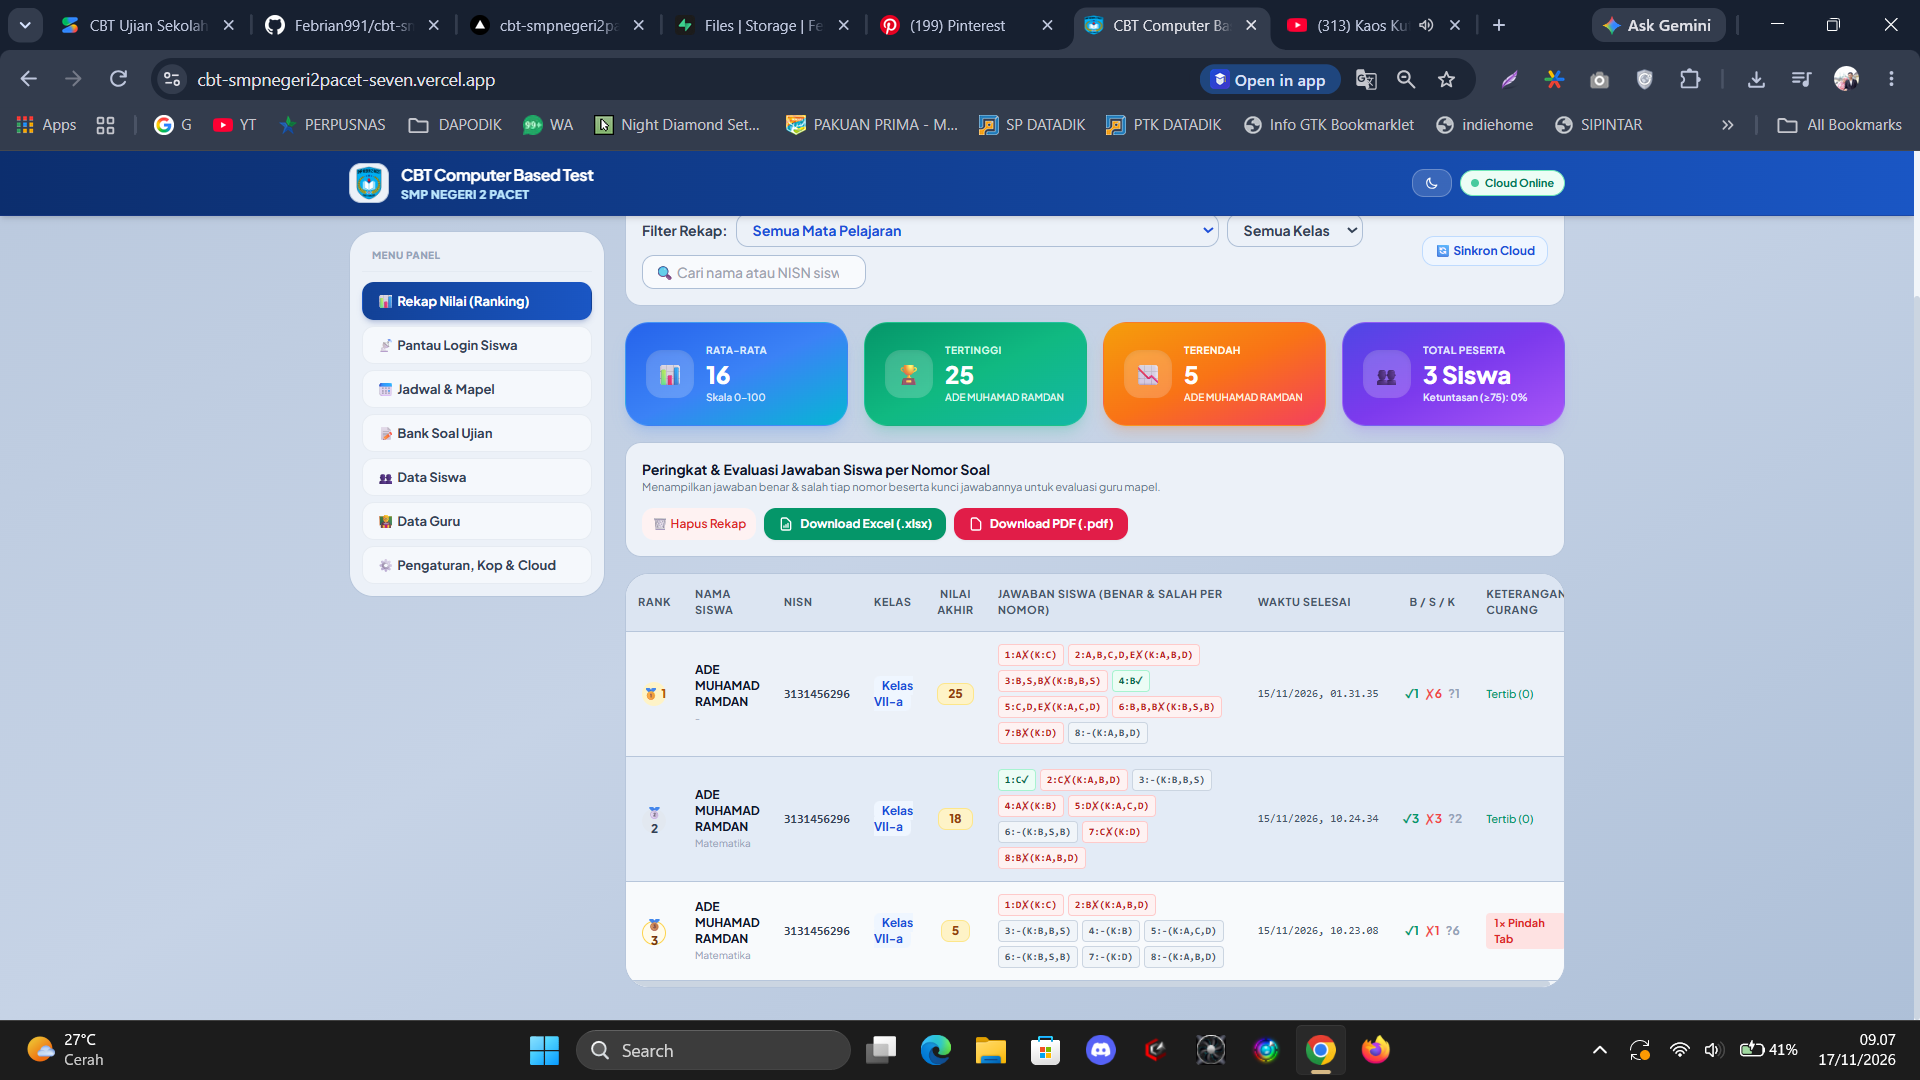 CBT Ujian Sekolah
Febrian991/cbt-sm
cbt-smpnegeri2pa
Files | Storage | Fe
(199) Pinterest
CBT Computer Ba
(313) Kaos Ku
Ask Gemini
cbt-smpnegeri2pacet-seven.vercel.app
Open in app
Apps
G
YT
PERPUSNAS
DAPODIK
99+
WA
Night Diamond Set...
PAKUAN PRIMA - M...
SP DATADIK
PTK DATADIK
Info GTK Bookmarklet
indiehome
SIPINTAR
All Bookmarks
CBT Computer Based Test
SMP NEGERI 2 PACET
Cloud Online
MENU PANEL
Rekap Nilai (Ranking)
Pantau Login Siswa
Jadwal & Mapel
Bank Soal Ujian
Data Siswa
Data Guru
Pengaturan, Kop & Cloud
Filter Rekap:
Semua Mata Pelajaran
Semua Kelas
Cari nama atau NISN sisw
Sinkron Cloud
RATA-RATA
16
Skala 0-100
TERTINGGI
25
ADE MUHAMAD RAMDAN
TERENDAH
5
ADE MUHAMAD RAMDAN
TOTAL PESERTA
3 Siswa
Ketuntasan (≥75): 0%
Peringkat & Evaluasi Jawaban Siswa per Nomor Soal
Menampilkan jawaban benar & salah tiap nomor beserta kunci jawabannya untuk evaluasi guru mapel.
Hapus Rekap
Download Excel (.xlsx)
Download PDF (.pdf)
RANK
NAMA
SISWA
NISN
KELAS
NILAI
AKHIR
JAWABAN SISWA (BENAR & SALAH PER
NOMOR)
WAKTU SELESAI
B / S / K
KETERANGAN
CURANG
1
ADE
MUHAMAD
RAMDAN
-
3131456296
Kelas
VII-a
25
1:A✗(K:C) 2:A,B,C,D,E✗(K:A,B,D)
3:B,S,B✗(K:B,B,S) 4:B✓
5:C,D,E✗(K:A,C,D) 6:B,B,B✗(K:B,S,B)
7:B✗(K:D) 8:-(K:A,B,D)
15/11/2026, 01.31.35
✓1 ✗6 ?1
Tertib (0)
2
ADE
MUHAMAD
RAMDAN
Matematika
3131456296
Kelas
VII-a
18
1:C✓ 2:C✗(K:A,B,D) 3:-(K:B,B,S)
4:A✗(K:B) 5:D✗(K:A,C,D)
6:-(K:B,S,B) 7:C✗(K:D)
8:B✗(K:A,B,D)
15/11/2026, 10.24.34
✓3 ✗3 ?2
Tertib (0)
3
ADE
MUHAMAD
RAMDAN
Matematika
3131456296
Kelas
VII-a
5
1:D✗(K:C) 2:B✗(K:A,B,D)
3:-(K:B,B,S) 4:-(K:B) 5:-(K:A,C,D)
6:-(K:B,S,B) 7:-(K:D) 8:-(K:A,B,D)
15/11/2026, 10.23.08
✓1 ✗1 ?6
1× Pindah
Tab
27°C
Cerah
Search
41%
09.07
17/11/2026